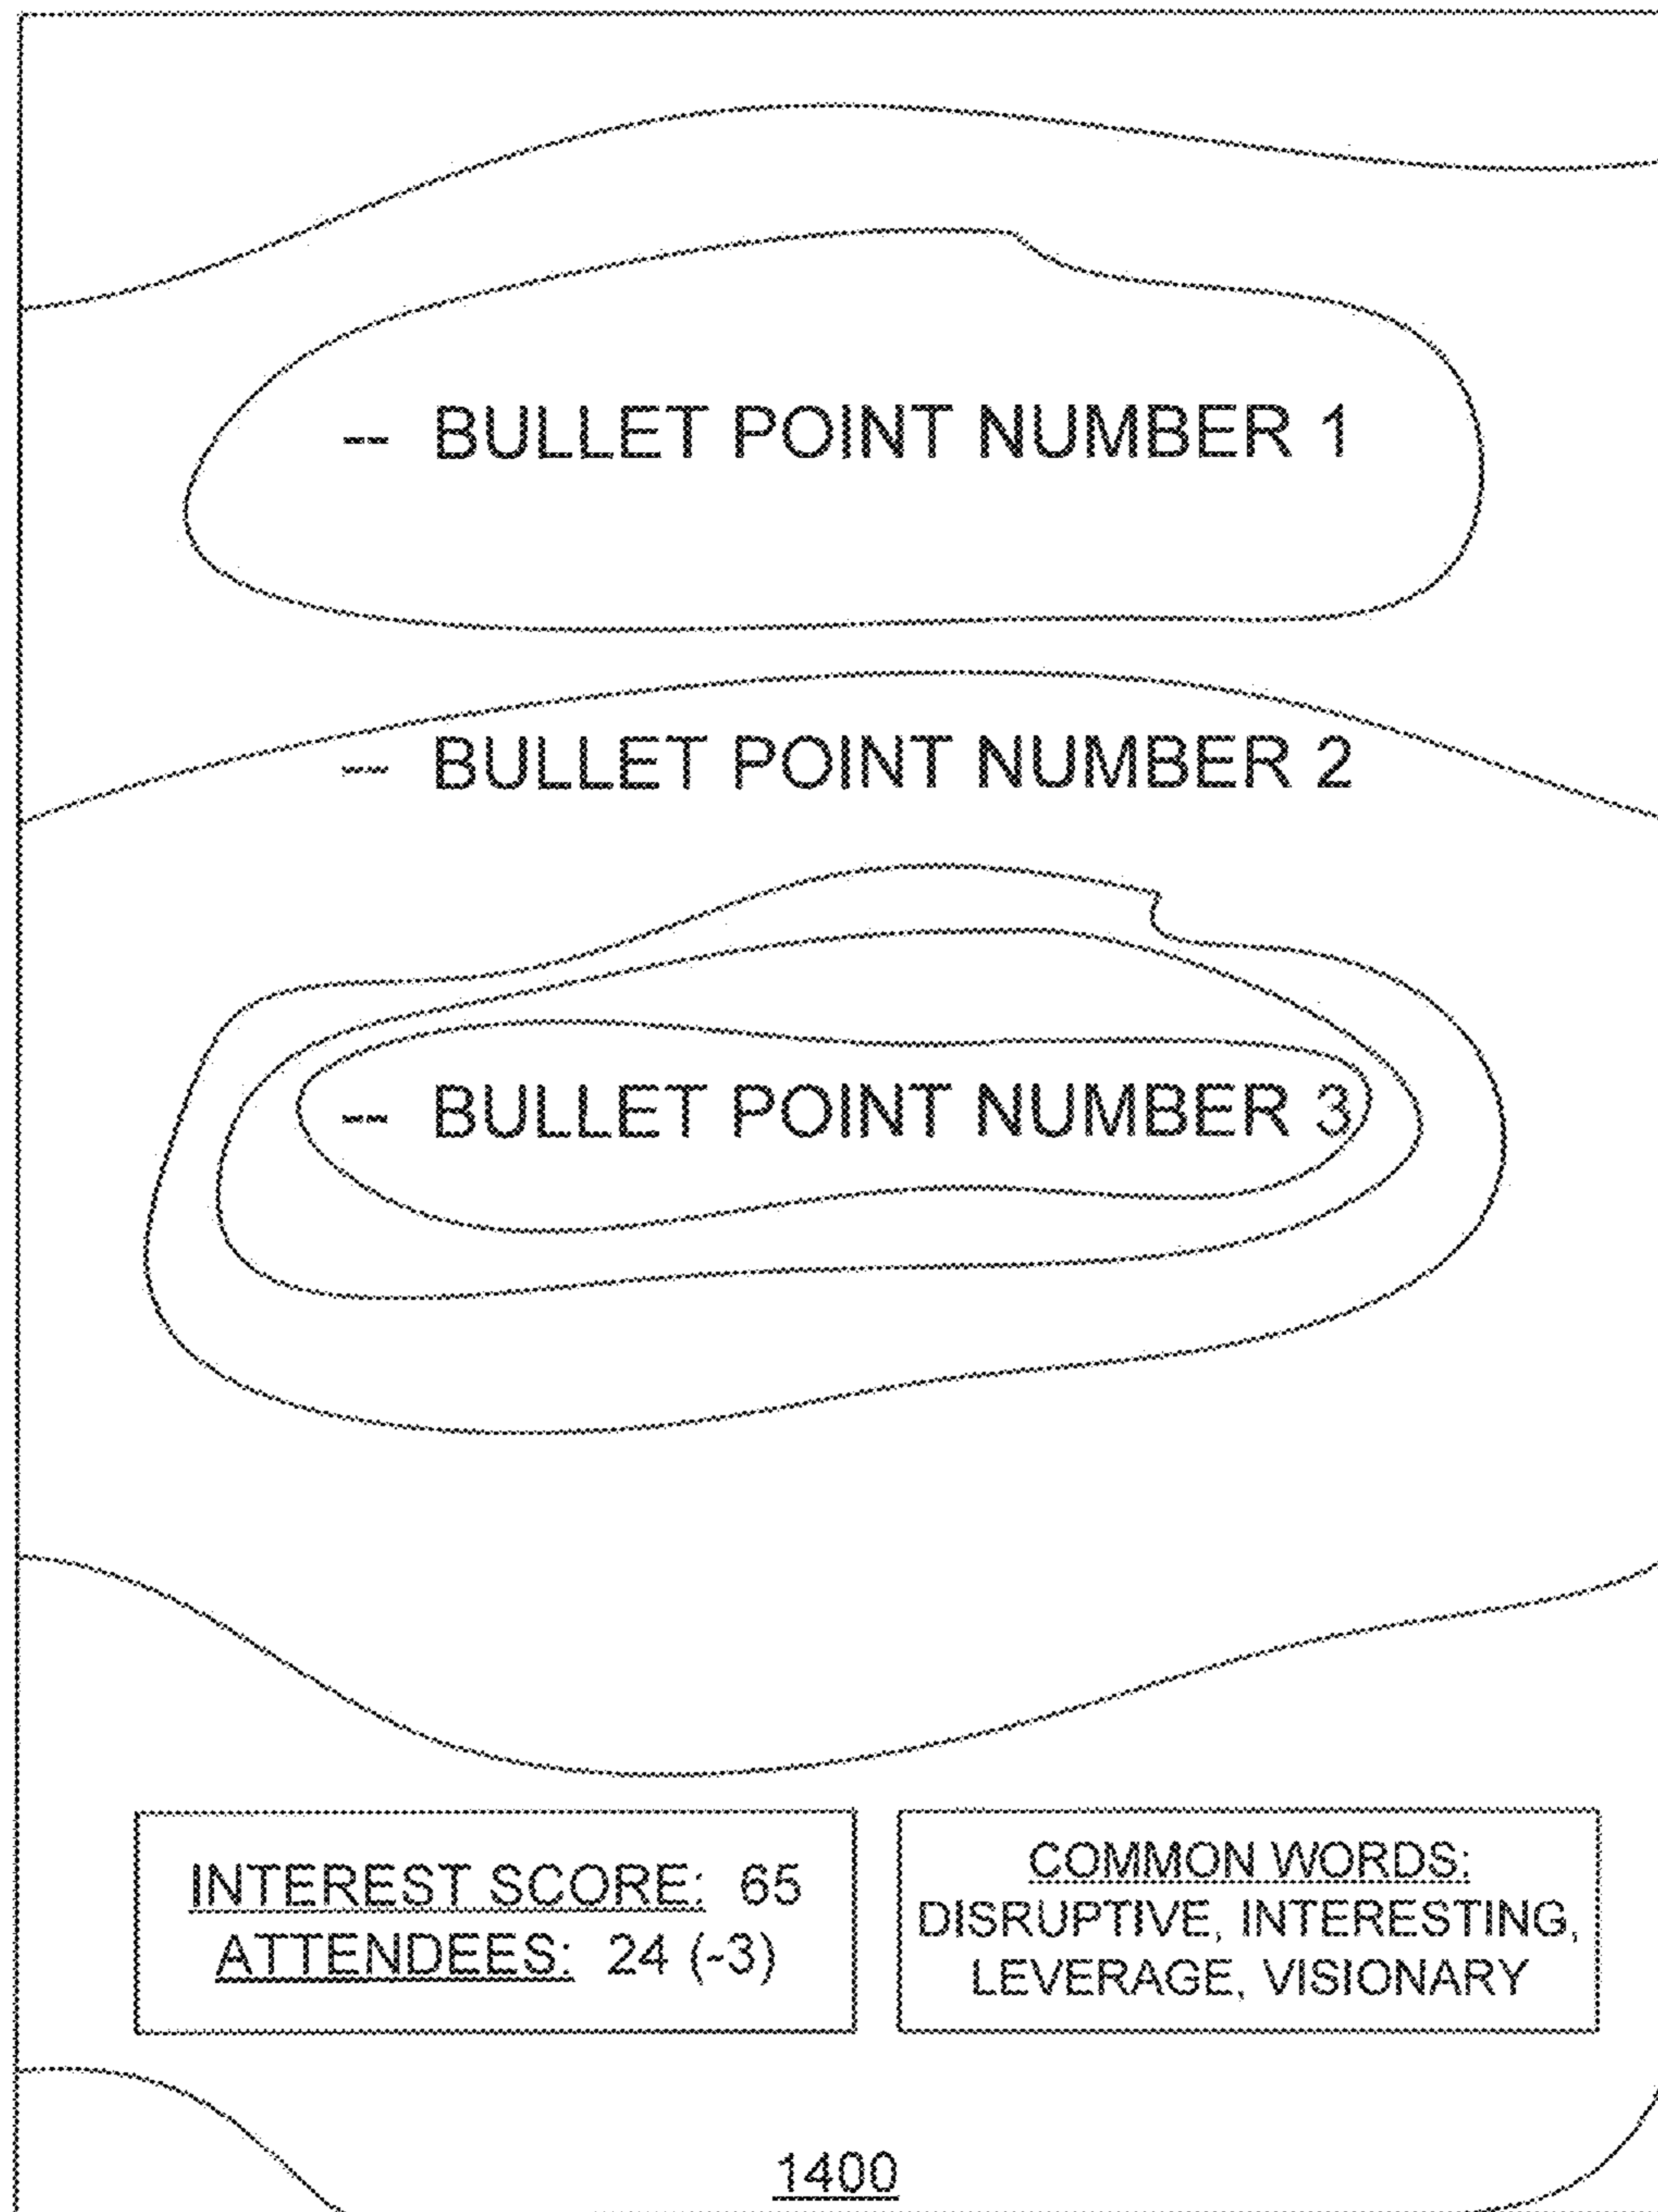 -- BULLET POINT NUMBER 1
-- BULLET POINT NUMBER 2
-- BULLET POINT NUMBER 3
INTEREST SCORE: 65
ATTENDEES: 24 (-3)
COMMON WORDS:
DISRUPTIVE, INTERESTING,
LEVERAGE, VISIONARY
1400